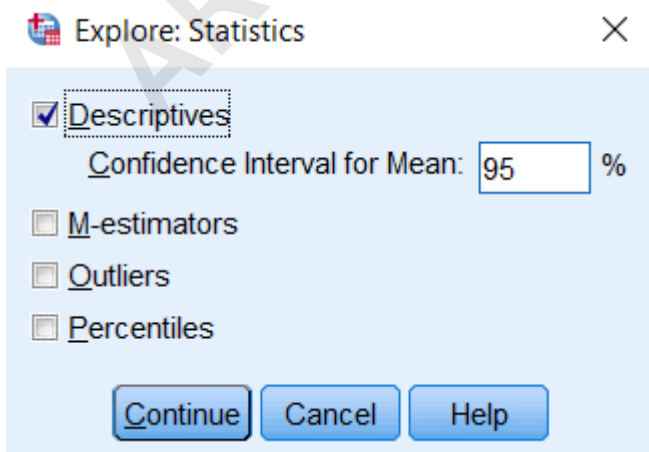 Explore: Statistics
Descriptives
Confidence Interval for Mean: 95 %
M-estimators
Outliers
Percentiles
Continue Cancel Help